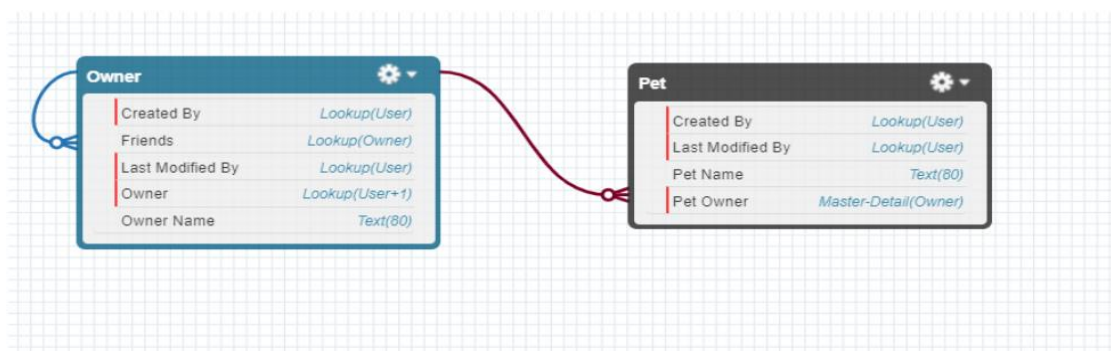 Owner
Created By Lookup(User)
Friends Lookup(Owner)
Last Modified By Lookup(User)
Owner Lookup(User+1)
Owner Name Text(80)
Pet
Created By Lookup(User)
Last Modified By Lookup(User)
Pet Name Text(80)
Pet Owner Master-Detail(Owner)